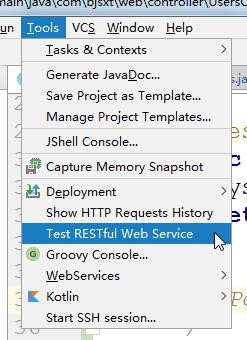 main\java\com\bjsxt\web\controller\UsersC
un Tools VCS Window Help
Tasks & Contexts
Generate JavaDoc...
Save Project as Template...
Manage Project Templates...
JShell Console...
Capture Memory Snapshot
Deployment
Show HTTP Requests History
Test RESTful Web Service
Groovy Console...
WebServices
Kotlin
Start SSH session...